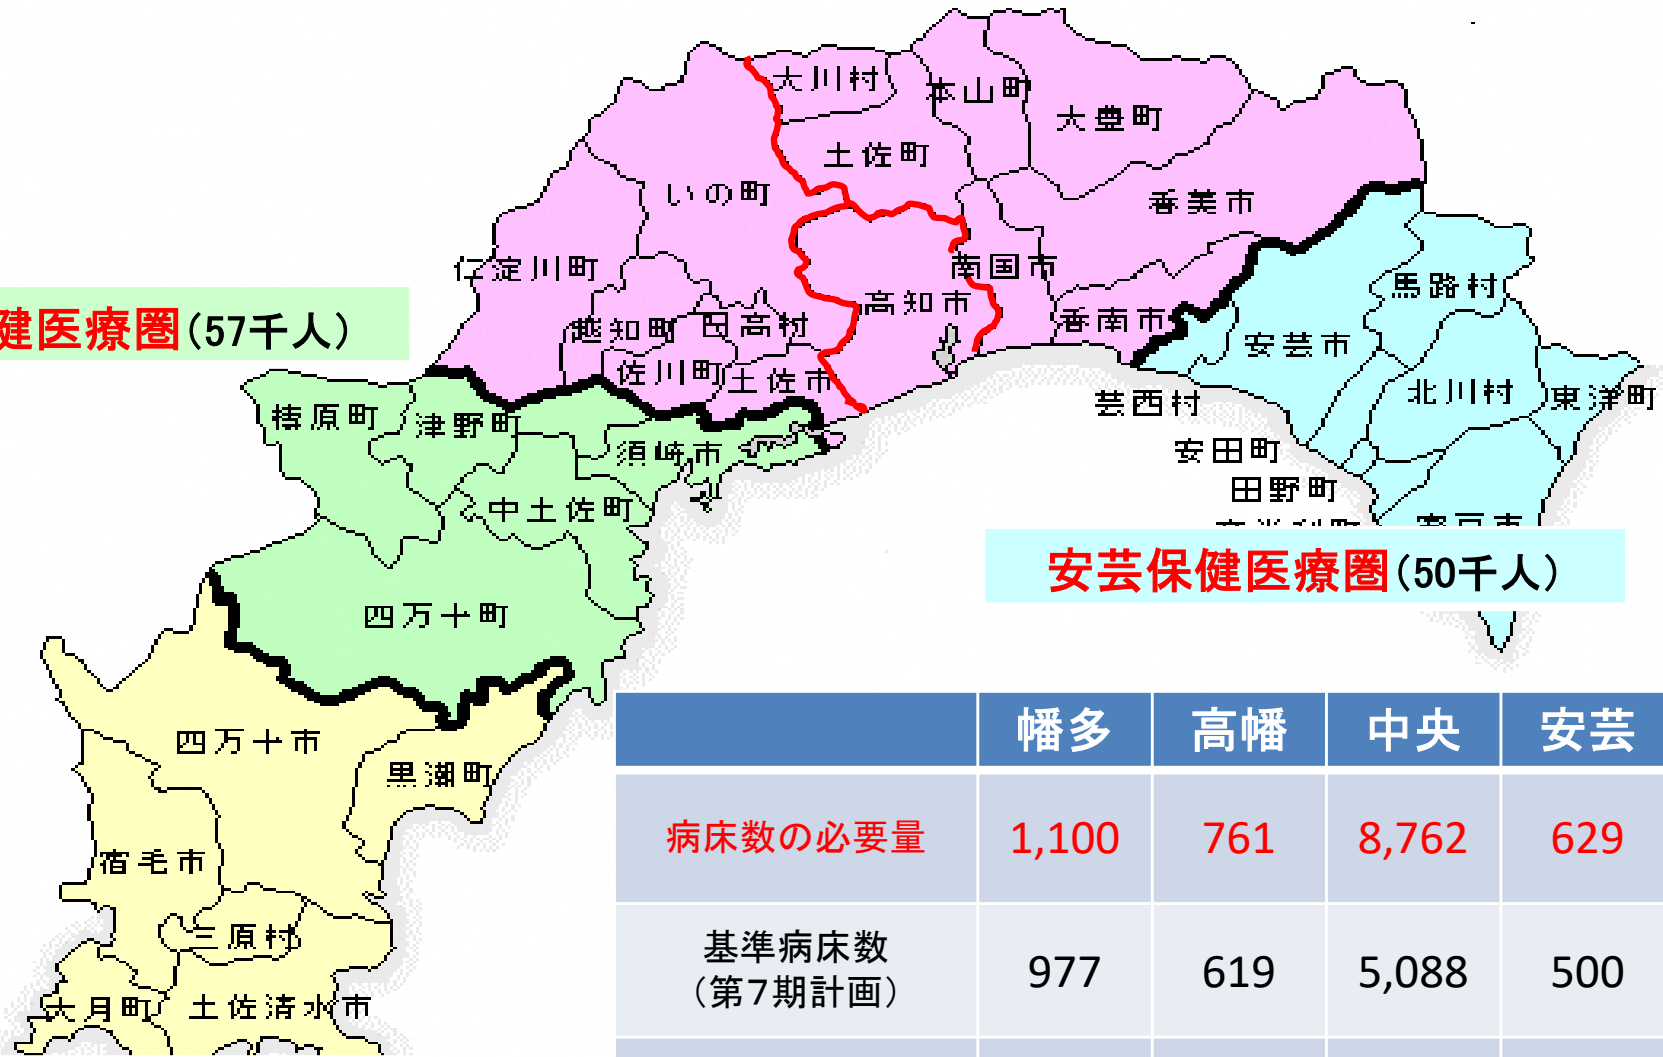 大川村
本山町
大豊町
土佐町
いの町
香美市
仁淀川町
南国市
馬路村
高知市
越知町
日高村
香南市
安芸市
健医療圏(57千人)
佐川町
土佐市
北川村
東洋町
梼原町
津野町
芸西村
須崎市
安田町
田野町
中土佐町
安芸保健医療圏(50千人)
四万十町
四万十市
黒潮町
宿毛市
三原村
大月町
土佐清水市
幡多 高幡 中央 安芸
病床数の必要量 1,100 761 8,762 629
基準病床数
(第7期計画) 977 619 5,088 500